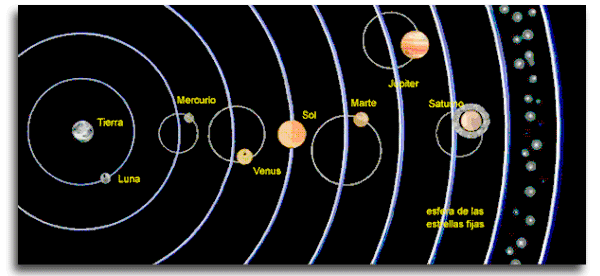 Júpiter
Mercurio
Marte
Saturno
Sol
Tierra
Venus
Luna
esfera de las
estrellas fijas